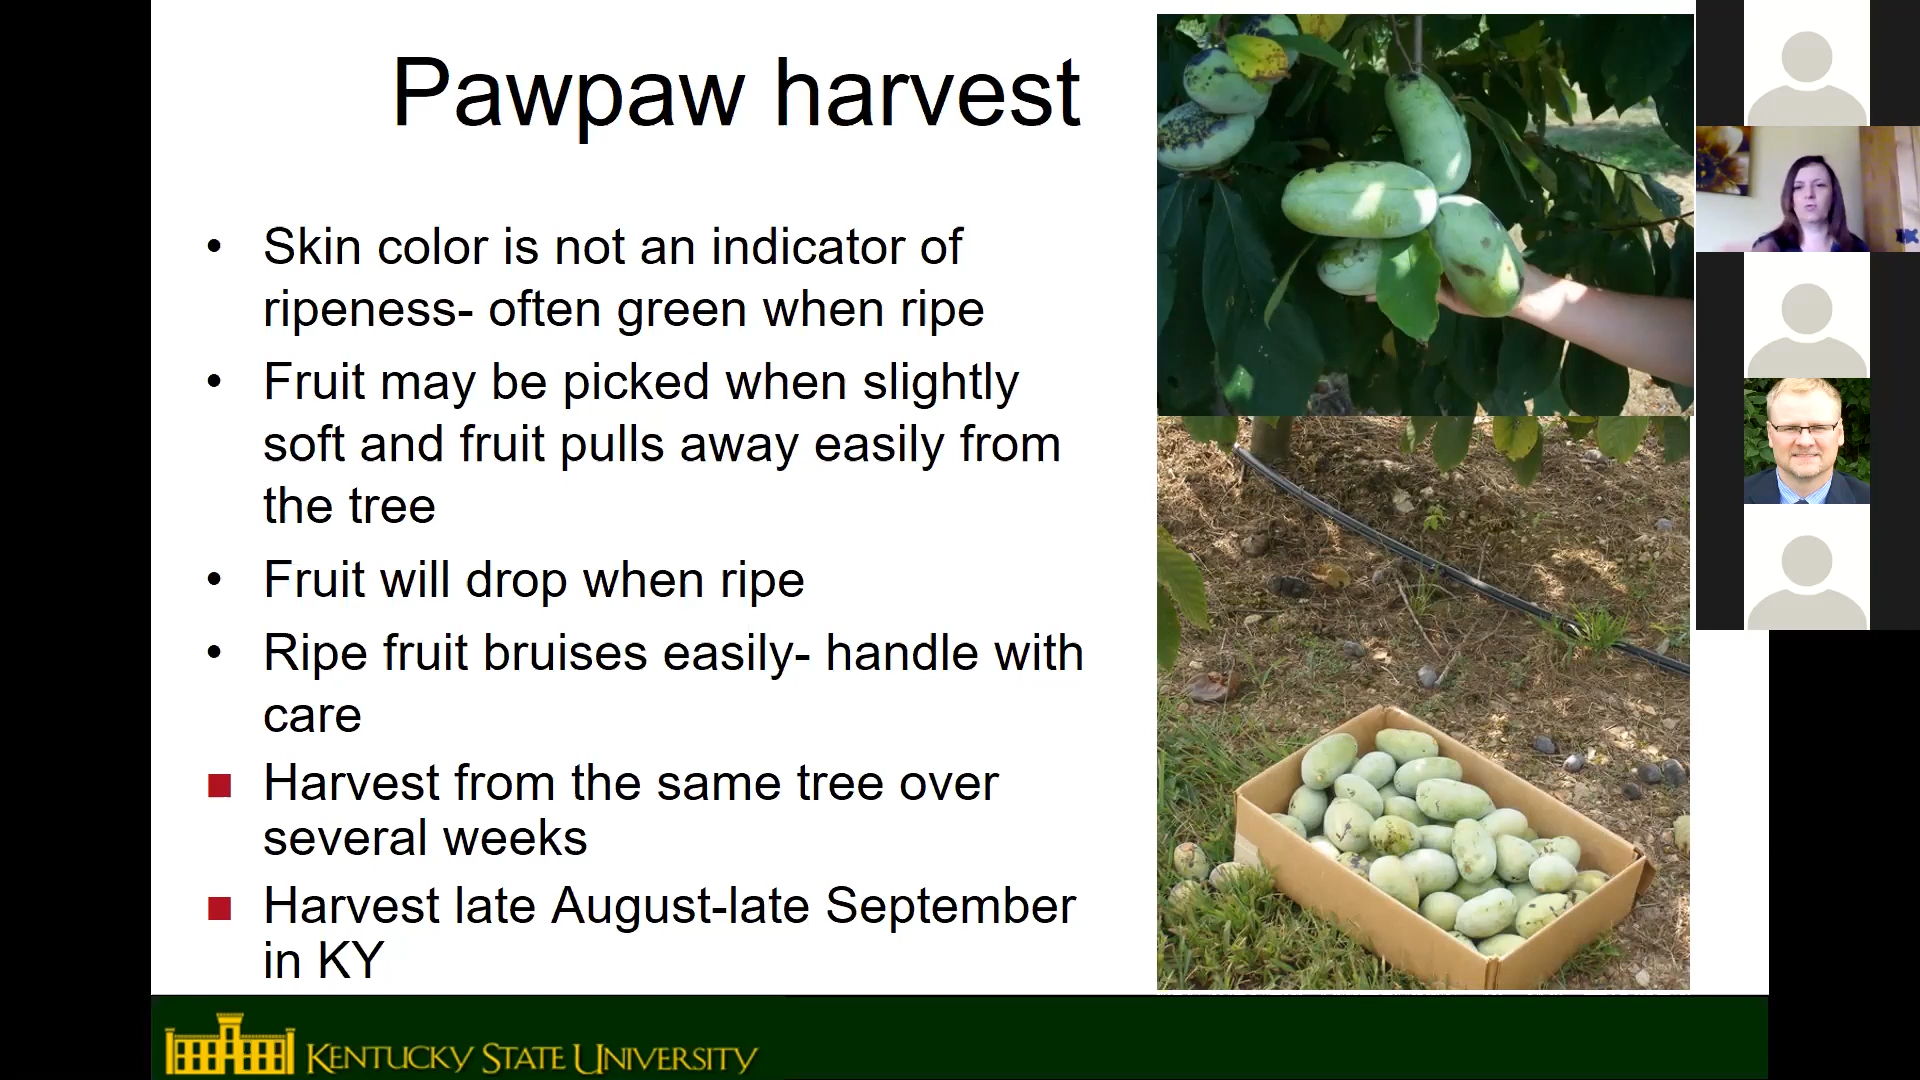 Pawpaw harvest
• Skin color is not an indicator of
ripeness- often green when ripe
• Fruit may be picked when slightly
soft and fruit pulls away easily from
the tree
• Fruit will drop when ripe
• Ripe fruit bruises easily- handle with
care
■ Harvest from the same tree over
several weeks
■ Harvest late August-late September
in KY
KENTUCKY STATE UNIVERSITY